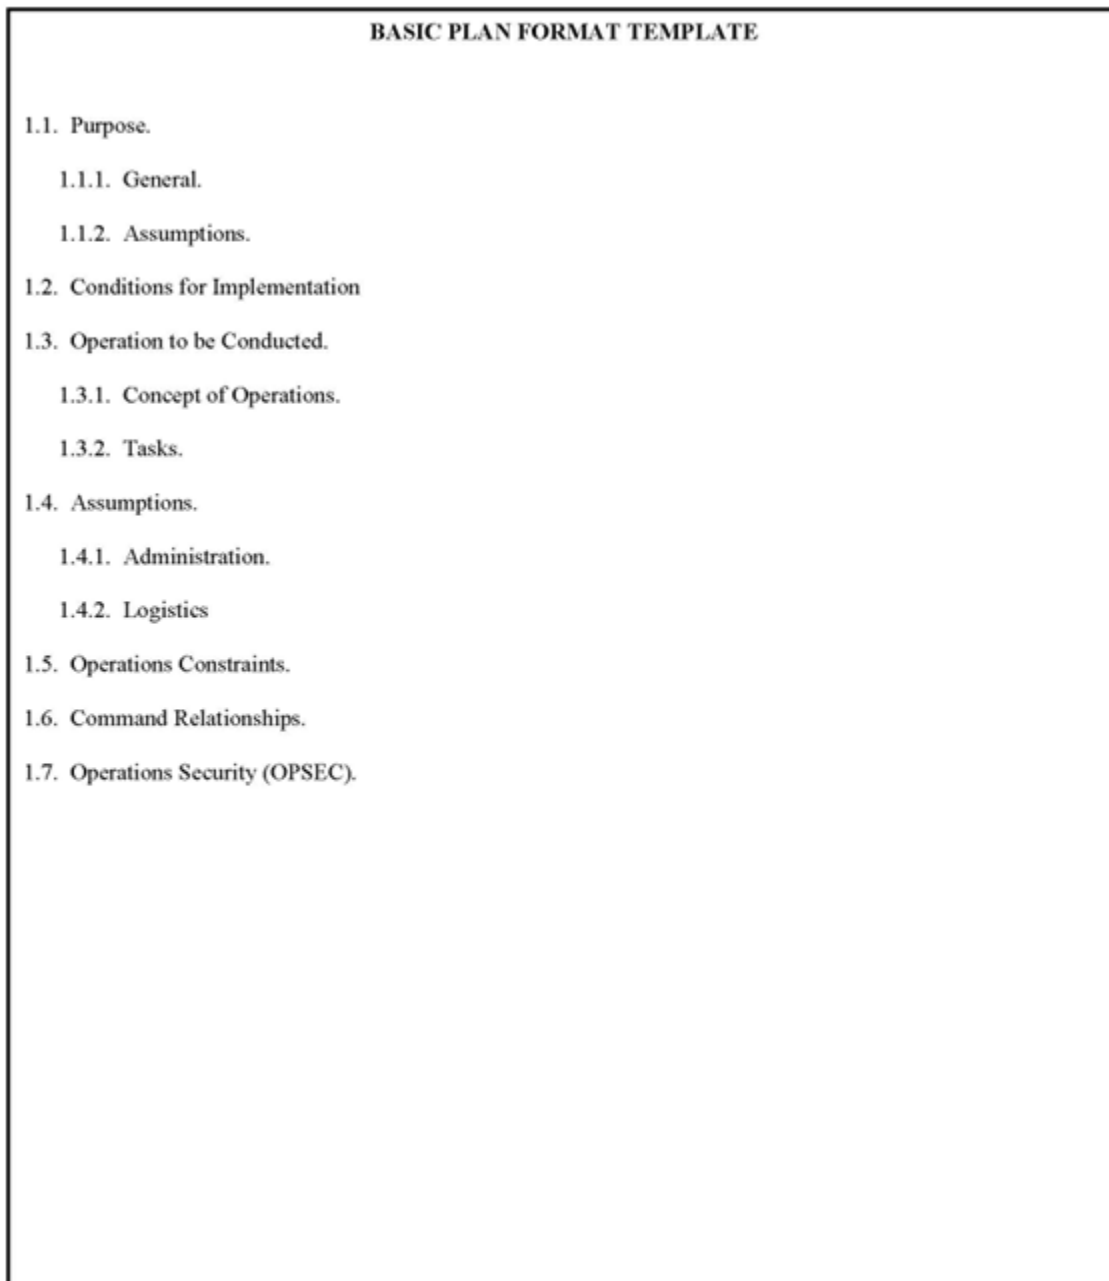 BASIC PLAN FORMAT TEMPLATE
1.1. Purpose.
1.1.1. General.
1.1.2. Assumptions.
1.2. Conditions for Implementation
1.3. Operation to be Conducted.
1.3.1. Concept of Operations.
1.3.2. Tasks.
1.4. Assumptions.
1.4.1. Administration.
1.4.2. Logistics
1.5. Operations Constraints.
1.6. Command Relationships.
1.7. Operations Security (OPSEC).